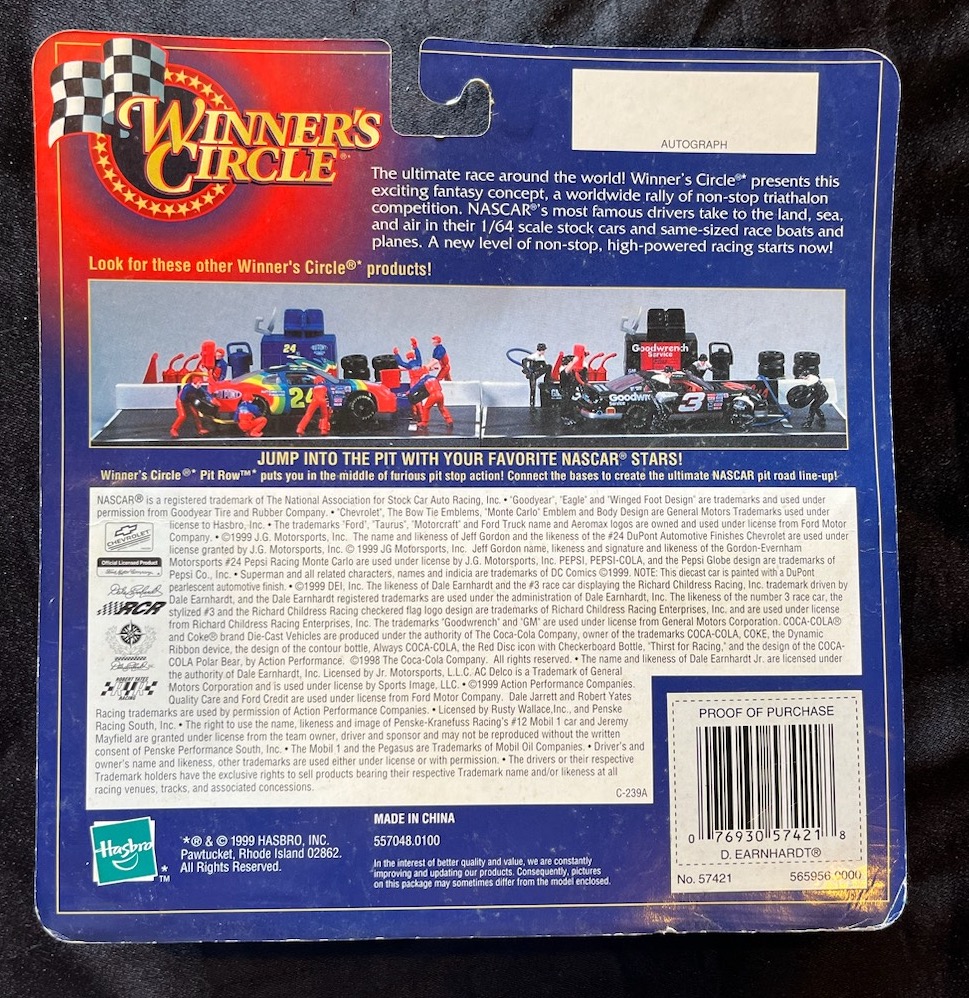 WINNER'S
CIRCLE®*
AUTOGRAPH
The ultimate race around the world! Winner's Circle®* presents this
exciting fantasy concept, a worldwide rally of non-stop triathalon
competition. NASCAR®'s most famous drivers take to the land, sea,
and air in their 1/64 scale stock cars and same-sized race boats and
planes. A new level of non-stop, high-powered racing starts now!
Look for these other Winner's Circle®* products!
24
24
Goodwrench
Service
Goodwr
Service
3
JUMP INTO THE PIT WITH YOUR FAVORITE NASCAR® STARS!
Winner's Circle®* Pit Row™* puts you in the middle of furious pit stop action! Connect the bases to create the ultimate NASCAR pit road line-up!
NASCAR® is a registered trademark of The National Association for Stock Car Auto Racing, Inc. • "Goodyear", "Eagle" and "Winged Foot Design" are trademarks and used under
permission from Goodyear Tire and Rubber Company. • "Chevrolet", The Bow Tie Emblems, "Monte Carlo" Emblem and Body Design are General Motors Trademarks used under
license to Hasbro, Inc. • The trademarks "Ford", "Taurus", "Motorcraft" and Ford Truck name and Aeromax logos are owned and used under license from Ford Motor
Company. • ©1999 J.G. Motorsports, Inc. The name and likeness of Jeff Gordon and the likeness of the #24 DuPont Automotive Finishes Chevrolet are used under
license granted by J.G. Motorsports, Inc. © 1999 JG Motorsports, Inc. Jeff Gordon name, likeness and signature and likeness of the Gordon-Evernham
Motorsports #24 Pepsi Racing Monte Carlo are used under license by J.G. Motorsports, Inc. PEPSI, PEPSI-COLA, and the Pepsi Globe design are trademarks of
Pepsi Co., Inc. • Superman and all related characters, names and indicia are trademarks of DC Comics ©1999. NOTE: This diecast car is painted with a DuPont
pearlescent automotive finish. • ©1999 DEI, Inc. The likeness of Dale Earnhardt and the #3 race car displaying the Richard Childress Racing, Inc. trademark driven by
Dale Earnhardt, and the Dale Earnhardt registered trademarks are used under the administration of Dale Earnhardt, Inc. The likeness of the number 3 race car, the
stylized #3 and the Richard Childress Racing checkered flag logo design are trademarks of Richard Childress Racing Enterprises, Inc. and are used under license
from Richard Childress Racing Enterprises, Inc. The trademarks "Goodwrench" and "GM" are used under license from General Motors Corporation. COCA-COLA®
and Coke® brand Die-Cast Vehicles are produced under the authority of The Coca-Cola Company, owner of the trademarks COCA-COLA, COKE, the Dynamic
Ribbon device, the design of the contour bottle, Always COCA-COLA, the Red Disc icon with Checkerboard Bottle, "Thirst for Racing," and the design of the COCA-
COLA Polar Bear, by Action Performance. ©1998 The Coca-Cola Company. All rights reserved. • The name and likeness of Dale Earnhardt Jr. are licensed under
the authority of Dale Earnhardt, Inc. Licensed by Jr. Motorsports, L.L.C. AC Delco is a Trademark of General
Motors Corporation and is used under license by Sports Image, LLC. • ©1999 Action Performance Companies.
Quality Care and Ford Credit are used under license from Ford Motor Company. Dale Jarrett and Robert Yates
Racing trademarks are used by permission of Action Performance Companies. • Licensed by Rusty Wallace, Inc., and Penske
Racing South, Inc. • The right to use the name, likeness and image of Penske-Kranefuss Racing's #12 Mobil 1 car and Jeremy
Mayfield are granted under license from the team owner, driver and sponsor and may not be reproduced without the written
consent of Penske Performance South, Inc. • The Mobil 1 and the Pegasus are Trademarks of Mobil Oil Companies. • Driver's and
owner's name and likeness, other trademarks are used either under license or with permission. • The drivers or their respective
Trademark holders have the exclusive rights to sell products bearing their respective Trademark name and/or likeness at all
racing venues, tracks, and associated concessions.
C-239A
CHEVROLET
Official Licensed Product
RCR
ROBERT YATES
RACING
PROOF OF PURCHASE
0 76930 57421 8
D. EARNHARDT®
No. 57421
565956.0000
Hasbro
*™
*® & © 1999 HASBRO, INC.
Pawtucket, Rhode Island 02862.
All Rights Reserved.
MADE IN CHINA
557048.0100
In the interest of better quality and value, we are constantly
improving and updating our products. Consequently, pictures
on this package may sometimes differ from the model enclosed.